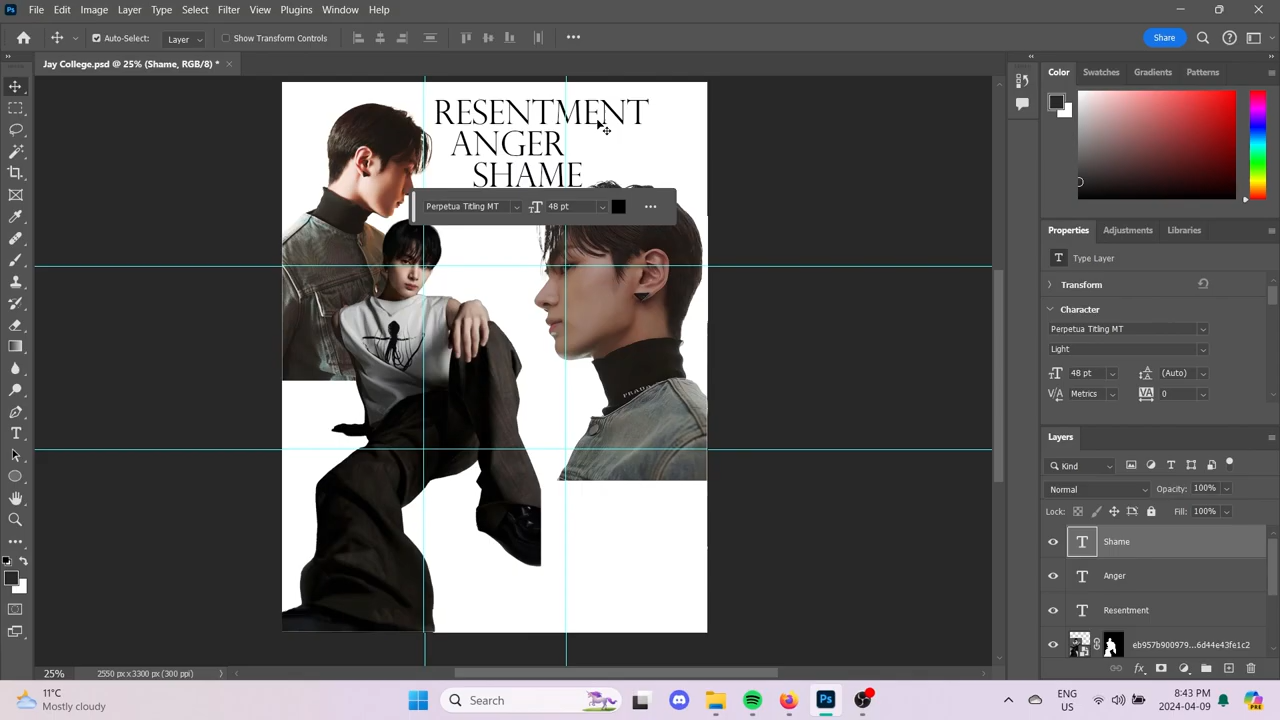 File Edit Image Layer Type Select Filter View Plugins Window Help
Auto-Select: Layer Show Transform Controls Share
Jay College.psd @ 25% (Shame, RGB/8) *
RESENTMENT
ANGER
SHAME
Perpetua Titling MT 48 pt
PRADA
Color Swatches Gradients Patterns
Properties Adjustments Libraries
Type Layer
Transform
Character
Perpetua Titling MT
Light
48 pt (Auto)
Metrics 0
Layers
Kind
Normal Opacity: 100%
Lock: Fill: 100%
Shame
Anger
Resentment
eb957b900979...6d44e43fe1c2
25% 2550 px x 3300 px (300 ppi)
11°C
Mostly cloudy
Search
ENG
US
8:43 PM
2024-04-09